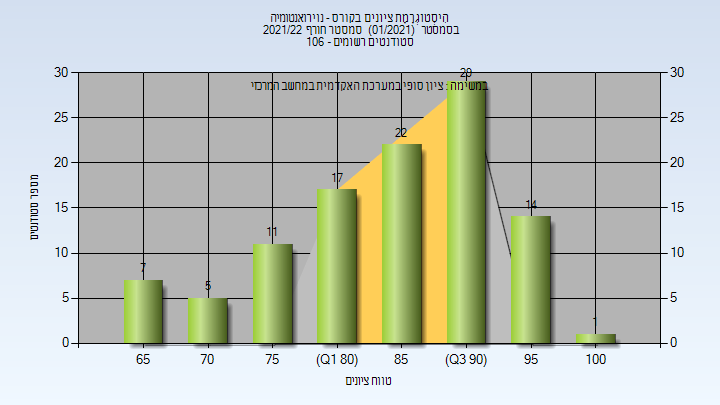 היסטוגרמת ציונים בקורס - נוירואנטומיה
בסמסטר (01/2021) סמסטר חורף 2021/22
סטודנטים רשומים - 106
במשימה : ציון סופי במערכת האקדמית במחשב המרכזי
30 29 30
25 25
22
20 20
17
15 14 15
11
10 10
7
5 5 5
1
0 0
65 70 75 (Q1 80) 85 (Q3 90) 95 100
מספר סטודנטים
טווח ציונים